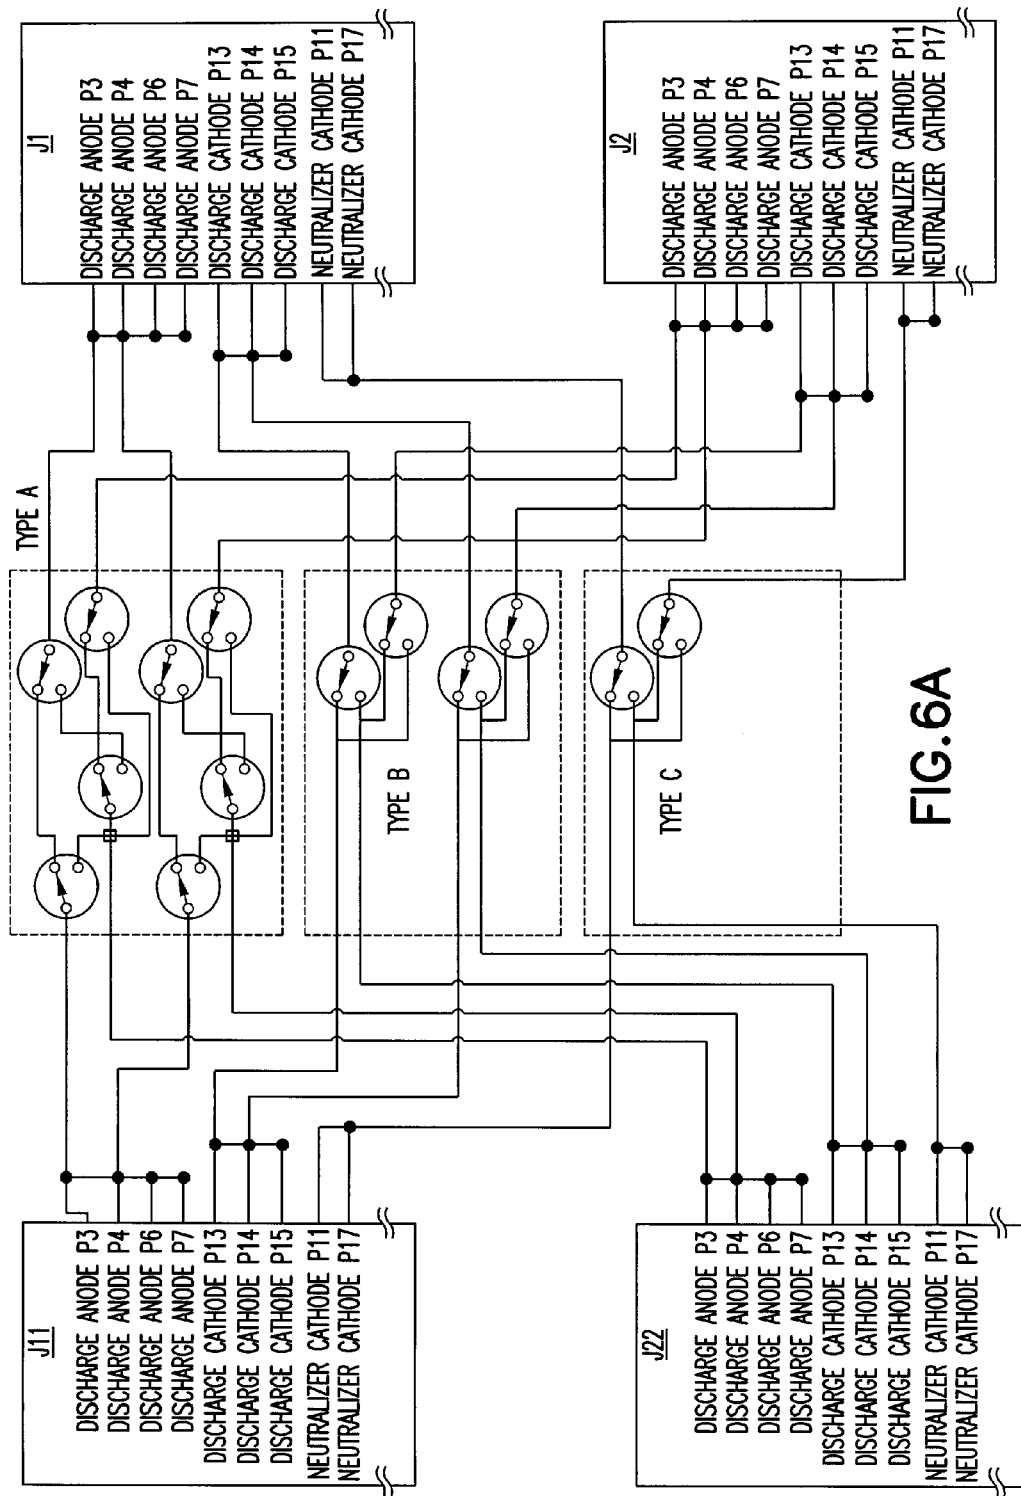 J1
DISCHARGE ANODE P3
DISCHARGE ANODE P4
DISCHARGE ANODE P6
DISCHARGE ANODE P7
DISCHARGE CATHODE P13
DISCHARGE CATHODE P14
DISCHARGE CATHODE P15
NEUTRALIZER CATHODE P11
NEUTRALIZER CATHODE P17
J2
DISCHARGE ANODE P3
DISCHARGE ANODE P4
DISCHARGE ANODE P6
DISCHARGE ANODE P7
DISCHARGE CATHODE P13
DISCHARGE CATHODE P14
DISCHARGE CATHODE P15
NEUTRALIZER CATHODE P11
NEUTRALIZER CATHODE P17
TYPE A
TYPE B
TYPE C
J11
DISCHARGE ANODE P3
DISCHARGE ANODE P4
DISCHARGE ANODE P6
DISCHARGE ANODE P7
DISCHARGE CATHODE P13
DISCHARGE CATHODE P14
DISCHARGE CATHODE P15
NEUTRALIZER CATHODE P11
NEUTRALIZER CATHODE P17
J22
DISCHARGE ANODE P3
DISCHARGE ANODE P4
DISCHARGE ANODE P6
DISCHARGE ANODE P7
DISCHARGE CATHODE P13
DISCHARGE CATHODE P14
DISCHARGE CATHODE P15
NEUTRALIZER CATHODE P11
NEUTRALIZER CATHODE P17
FIG.6A